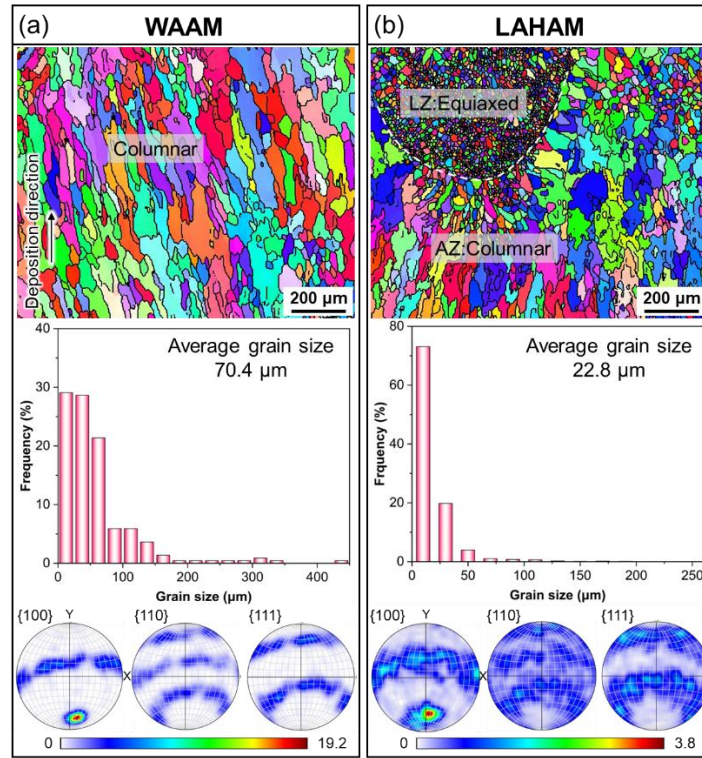 (a) WAAM
Columnar
Deposition direction
200 μm
40
30
20
10
0
Frequency (%)
Average grain size
70.4 μm
0 100 200 300 400
Grain size (μm)
{100} Y {110} {111}
X
0 19.2
(b) LAHAM
LZ:Equiaxed
AZ:Columnar
200 μm
80
60
40
20
0
Frequency (%)
Average grain size
22.8 μm
0 50 100 150 200 250
Grain size (μm)
{100} Y {110} {111}
X
0 3.8